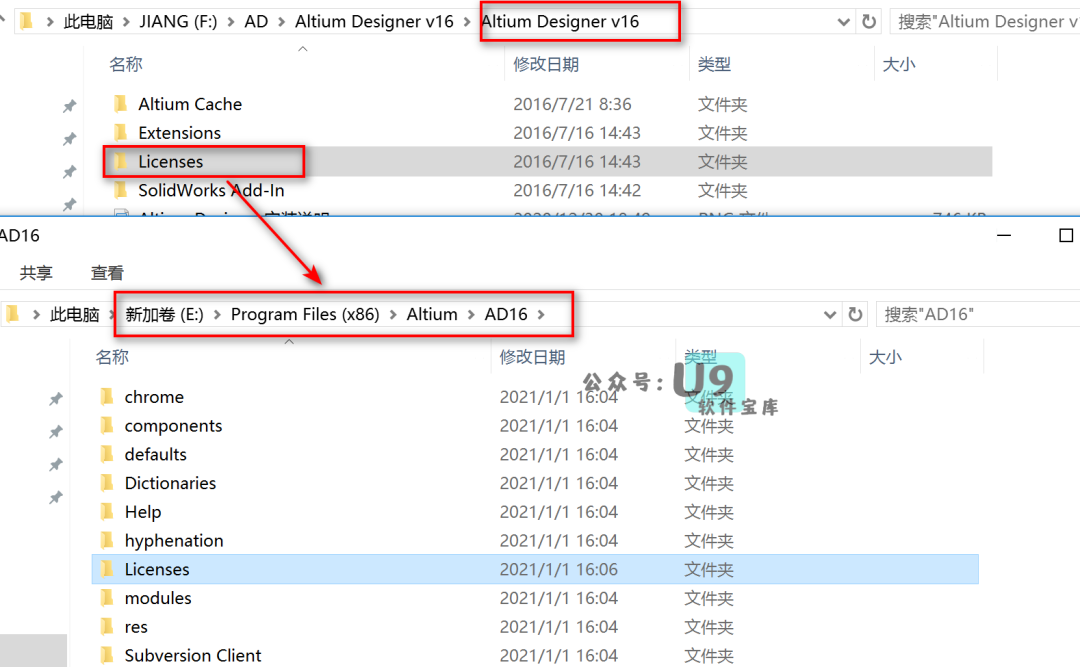 此电脑 > JIANG (F:) > AD > Altium Designer v16 > Altium Designer v16
搜索"Altium Designer v
名称 修改日期 类型 大小
Altium Cache 2016/7/21 8:36 文件夹
Extensions 2016/7/16 14:43 文件夹
Licenses 2016/7/16 14:43 文件夹
SolidWorks Add-In 2016/7/16 14:42 文件夹
AD16
共享 查看
此电脑 > 新加卷 (E:) > Program Files (x86) > Altium > AD16 >
搜索"AD16"
名称 修改日期 类型 大小
公众号: U9
软件宝库
chrome 2021/1/1 16:04 文件夹
components 2021/1/1 16:04 文件夹
defaults 2021/1/1 16:04 文件夹
Dictionaries 2021/1/1 16:04 文件夹
Help 2021/1/1 16:04 文件夹
hyphenation 2021/1/1 16:04 文件夹
Licenses 2021/1/1 16:06 文件夹
modules 2021/1/1 16:04 文件夹
res 2021/1/1 16:04 文件夹
Subversion Client 2021/1/1 16:04 文件夹